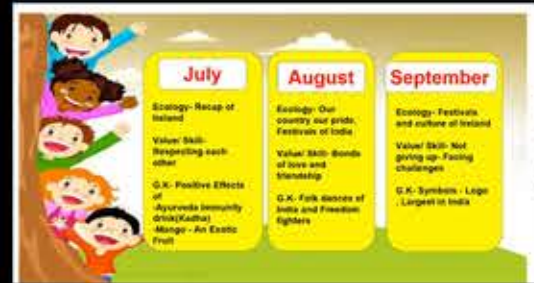 July
Ecology- Recap of
Ireland
Value/ Skill-
Respecting each
other
G.K- Positive Effects
of
-Ayurveda immunity
drink(Kadha)
-Mango - An Exotic
Fruit
August
Ecology- Our
country our pride,
Festivals of India
Value/ Skill- Bonds
of love and
friendship
G.K- Folk dances of
India and Freedom
fighters
September
Ecology- Festivals
and culture of Ireland
Value/ Skill- Not
giving up- Facing
challenges
G.K- Symbols - Logo
, Largest in India